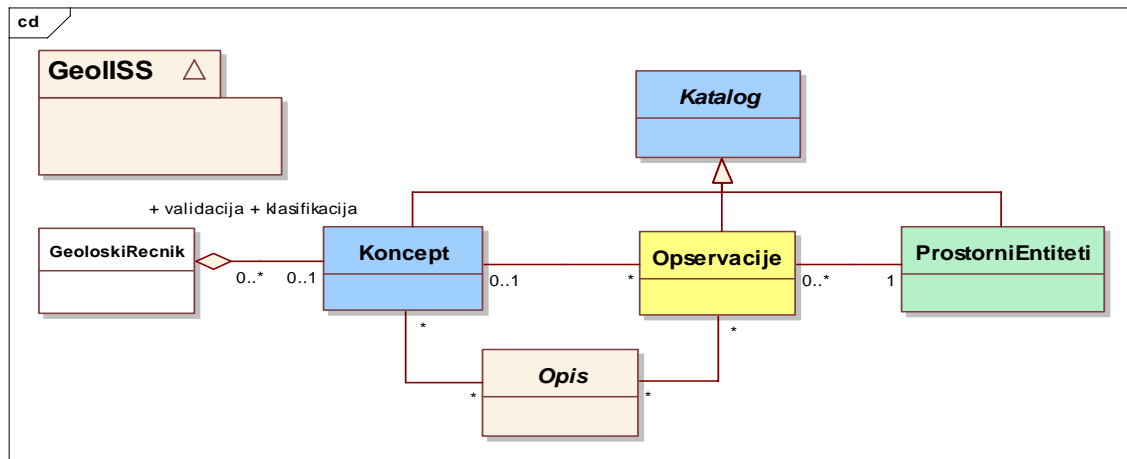 cd
GeolISS
Katalog
+ validacija + klasifikacija
GeoloskiRecnik
Koncept
Opservacije
ProstorniEntiteti
0..*
0..1
0..1
*
0..*
1
*
*
Opis
*
*